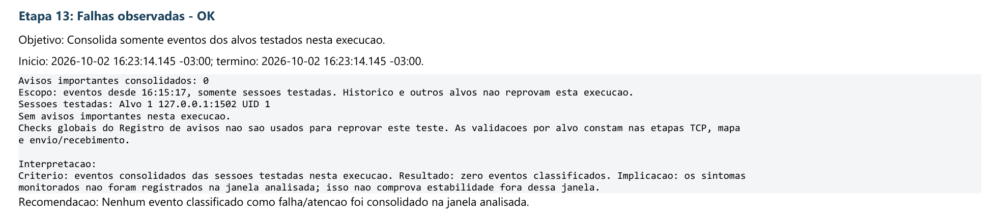 Etapa 13: Falhas observadas - OK
Objetivo: Consolida somente eventos dos alvos testados nesta execucao.
Inicio: 2026-10-02 16:23:14.145 -03:00; termino: 2026-10-02 16:23:14.145 -03:00.
Avisos importantes consolidados: 0
Escopo: eventos desde 16:15:17, somente sessoes testadas. Historico e outros alvos nao reprovam esta execucao.
Sessoes testadas: Alvo 1 127.0.0.1:1502 UID 1
Sem avisos importantes nesta execucao.
Checks globais do Registro de avisos nao sao usados para reprovar este teste. As validacoes por alvo constam nas etapas TCP, mapa
e envio/recebimento.
Interpretacao:
Criterio: eventos consolidados das sessoes testadas nesta execucao. Resultado: zero eventos classificados. Implicacao: os sintomas
monitorados nao foram registrados na janela analisada; isso nao comprova estabilidade fora dessa janela.
Recomendacao: Nenhum evento classificado como falha/atencao foi consolidado na janela analisada.